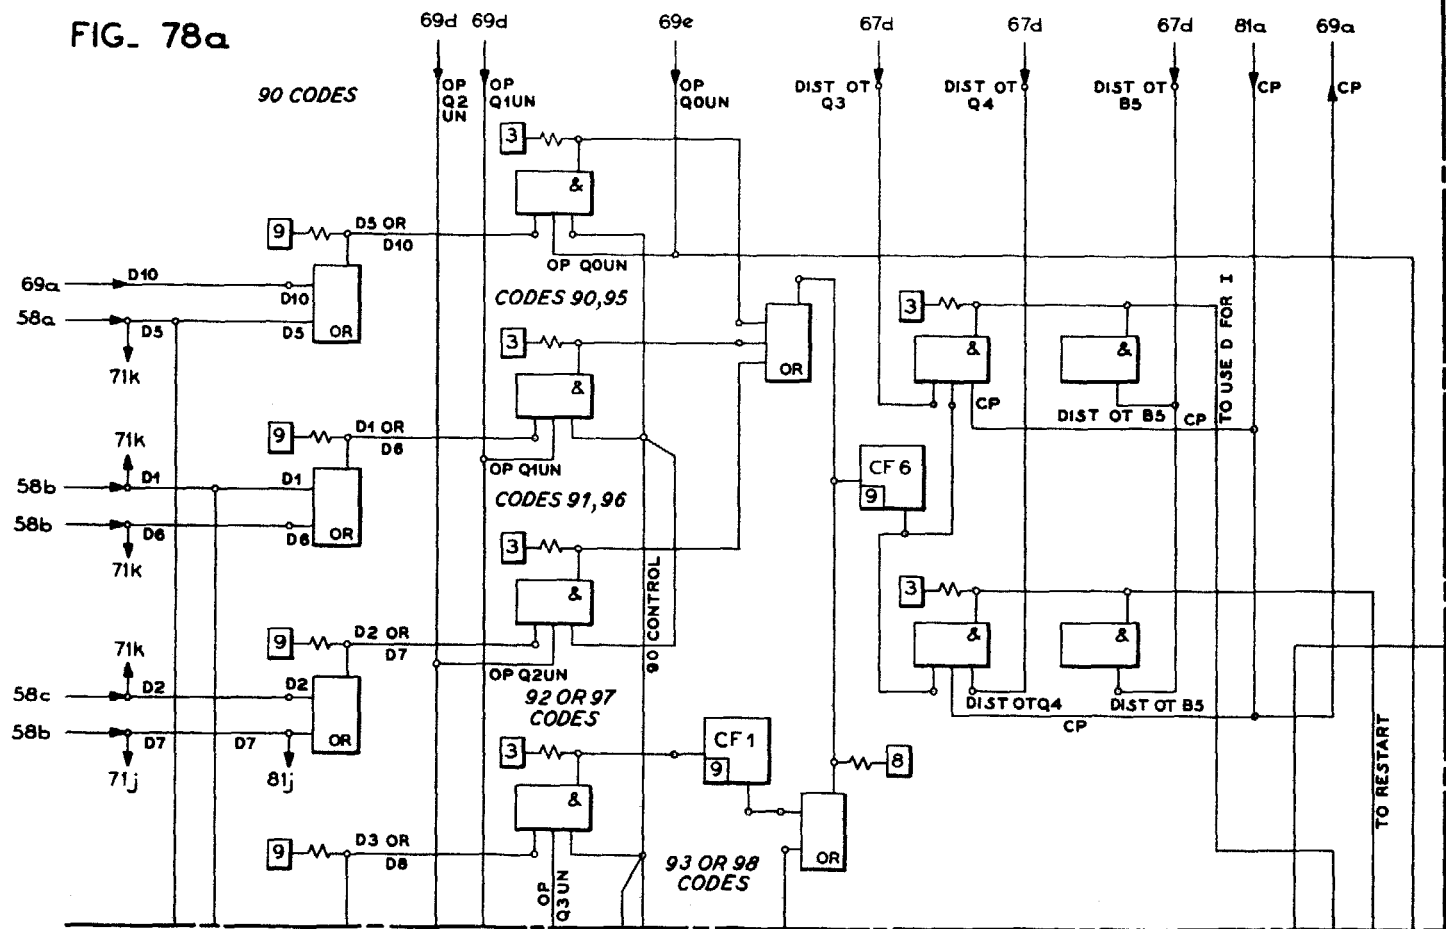 FIG. 78a
69d 69d 69e 67d 67d 67d 81a 69a
90 CODES
OP Q2 UN
OP Q1UN
OP Q0UN
DIST OT Q3
DIST OT Q4
DIST OT B5
CP
CP
3
&
9
D5 OR D10
OP Q0UN
69a
D10
D10
58a
D5
D5
OR
71k
CODES 90,95
3
&
OR
3
&
&
TO USE D FOR I
CP
DIST OT B5
CP
71k
9
D1 OR D6
OP Q1UN
58b
D1
D1
58b
D6
D6
OR
71k
CODES 91,96
CF 6
9
3
&
90 CONTROL
3
&
&
71k
9
D2 OR D7
OP Q2UN
58c
D2
D2
58b
D7
D7
OR
71j
81j
92 OR 97
CODES
DIST OT Q4
DIST OT B5
CP
3
&
CF 1
9
8
TO RESTART
9
D3 OR D8
OP Q3UN
93 OR 98
CODES
OR